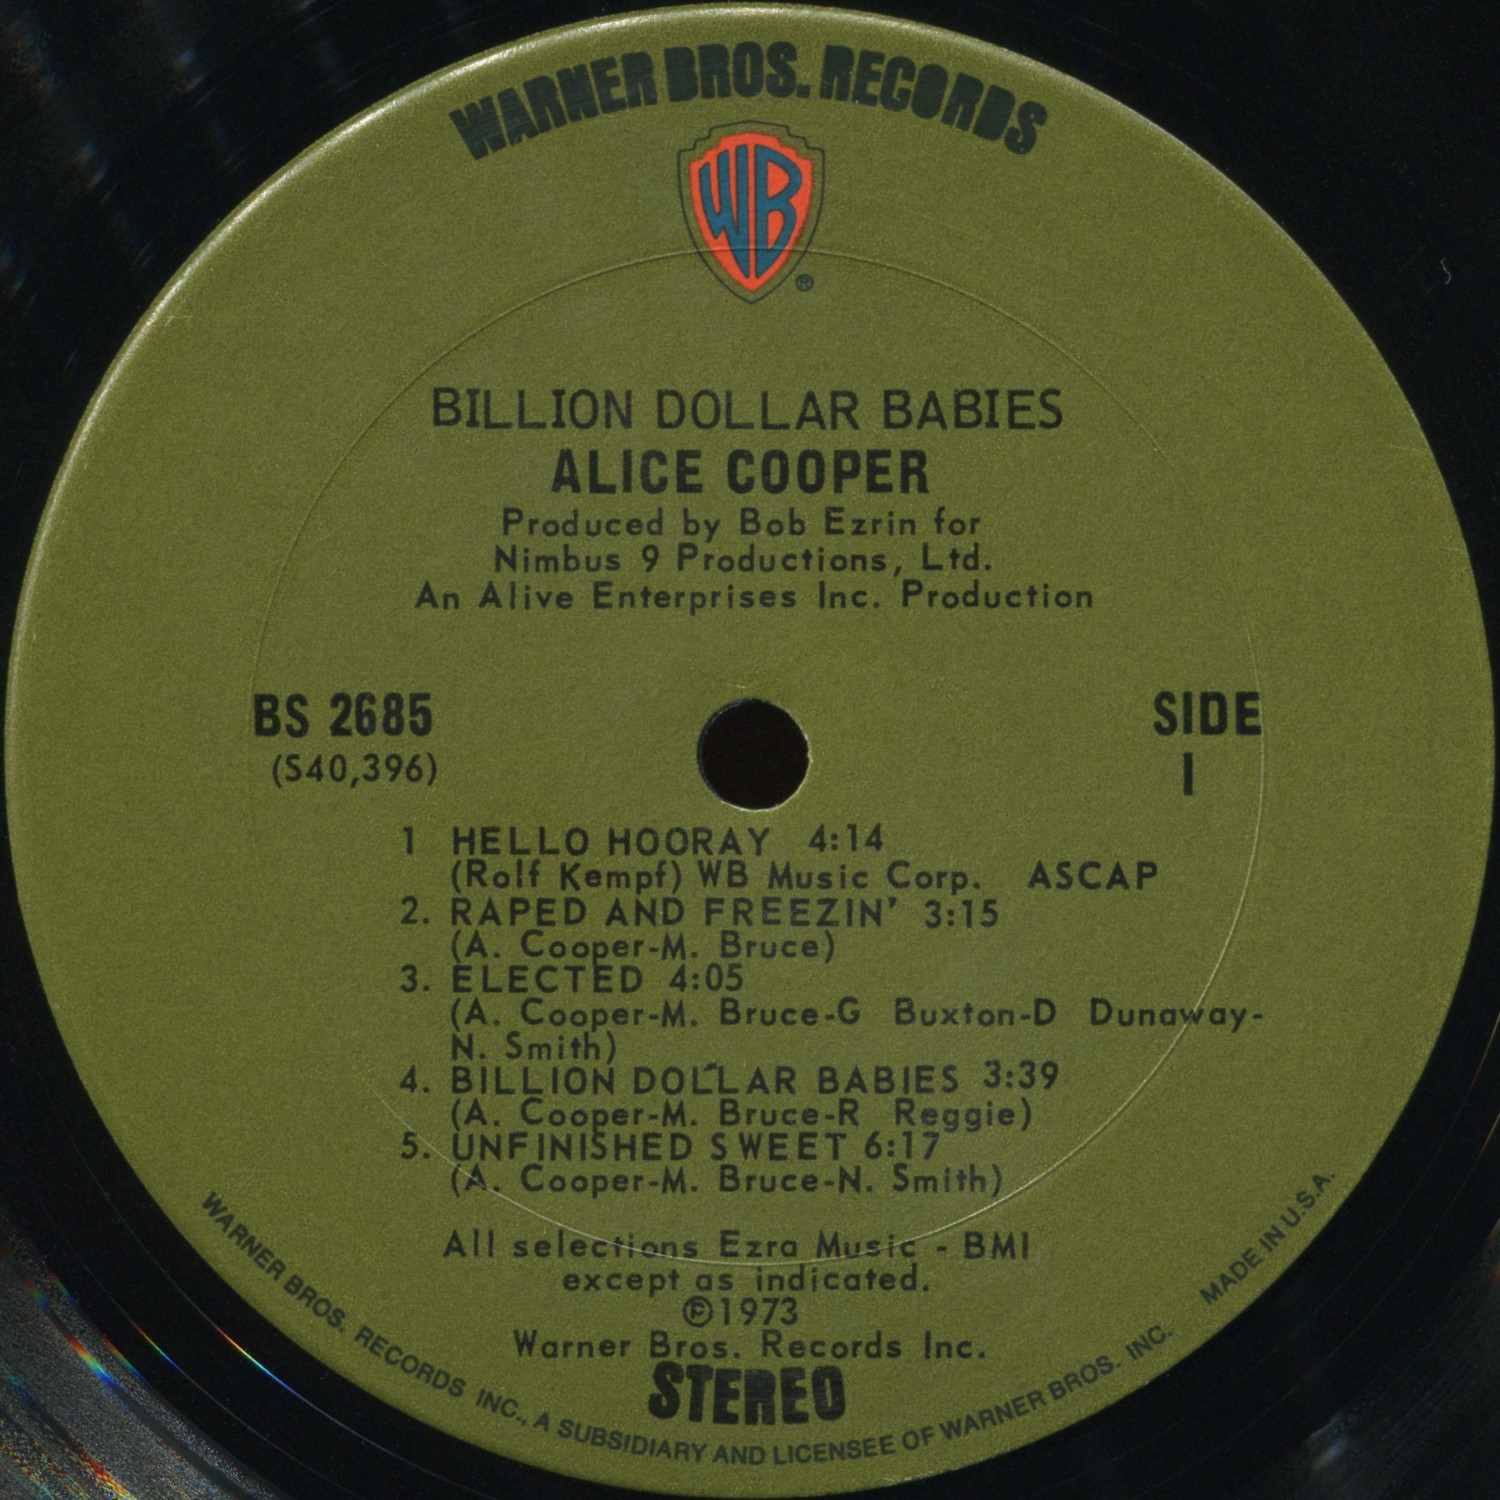 WARNER BROS. RECORDS
WB
®
BILLION DOLLAR BABIES
ALICE COOPER
Produced by Bob Ezrin for
Nimbus 9 Productions, Ltd.
An Alive Enterprises Inc. Production
BS 2685
(S40,396)
SIDE
1
1 HELLO HOORAY 4:14
(Rolf Kempf) WB Music Corp. ASCAP
2. RAPED AND FREEZIN' 3:15
(A. Cooper-M. Bruce)
3. ELECTED 4:05
(A. Cooper-M. Bruce-G Buxton-D Dunaway-
N. Smith)
4. BILLION DOLLAR BABIES 3:39
(A. Cooper-M. Bruce-R Reggie)
5. UNFINISHED SWEET 6:17
(A. Cooper-M. Bruce-N. Smith)
All selections Ezra Music - BMI
except as indicated.
℗1973
Warner Bros. Records Inc.
STEREO
WARNER BROS. RECORDS INC., A SUBSIDIARY AND LICENSEE OF WARNER BROS. INC. MADE IN U.S.A.